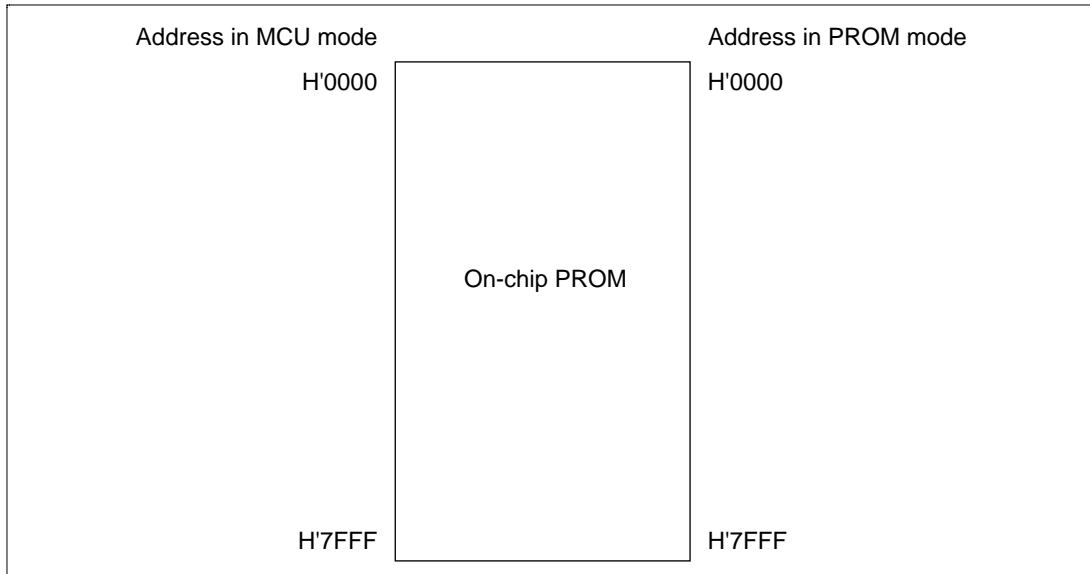 Address in MCU mode
Address in PROM mode
H'0000
H'0000
On-chip PROM
H'7FFF
H'7FFF